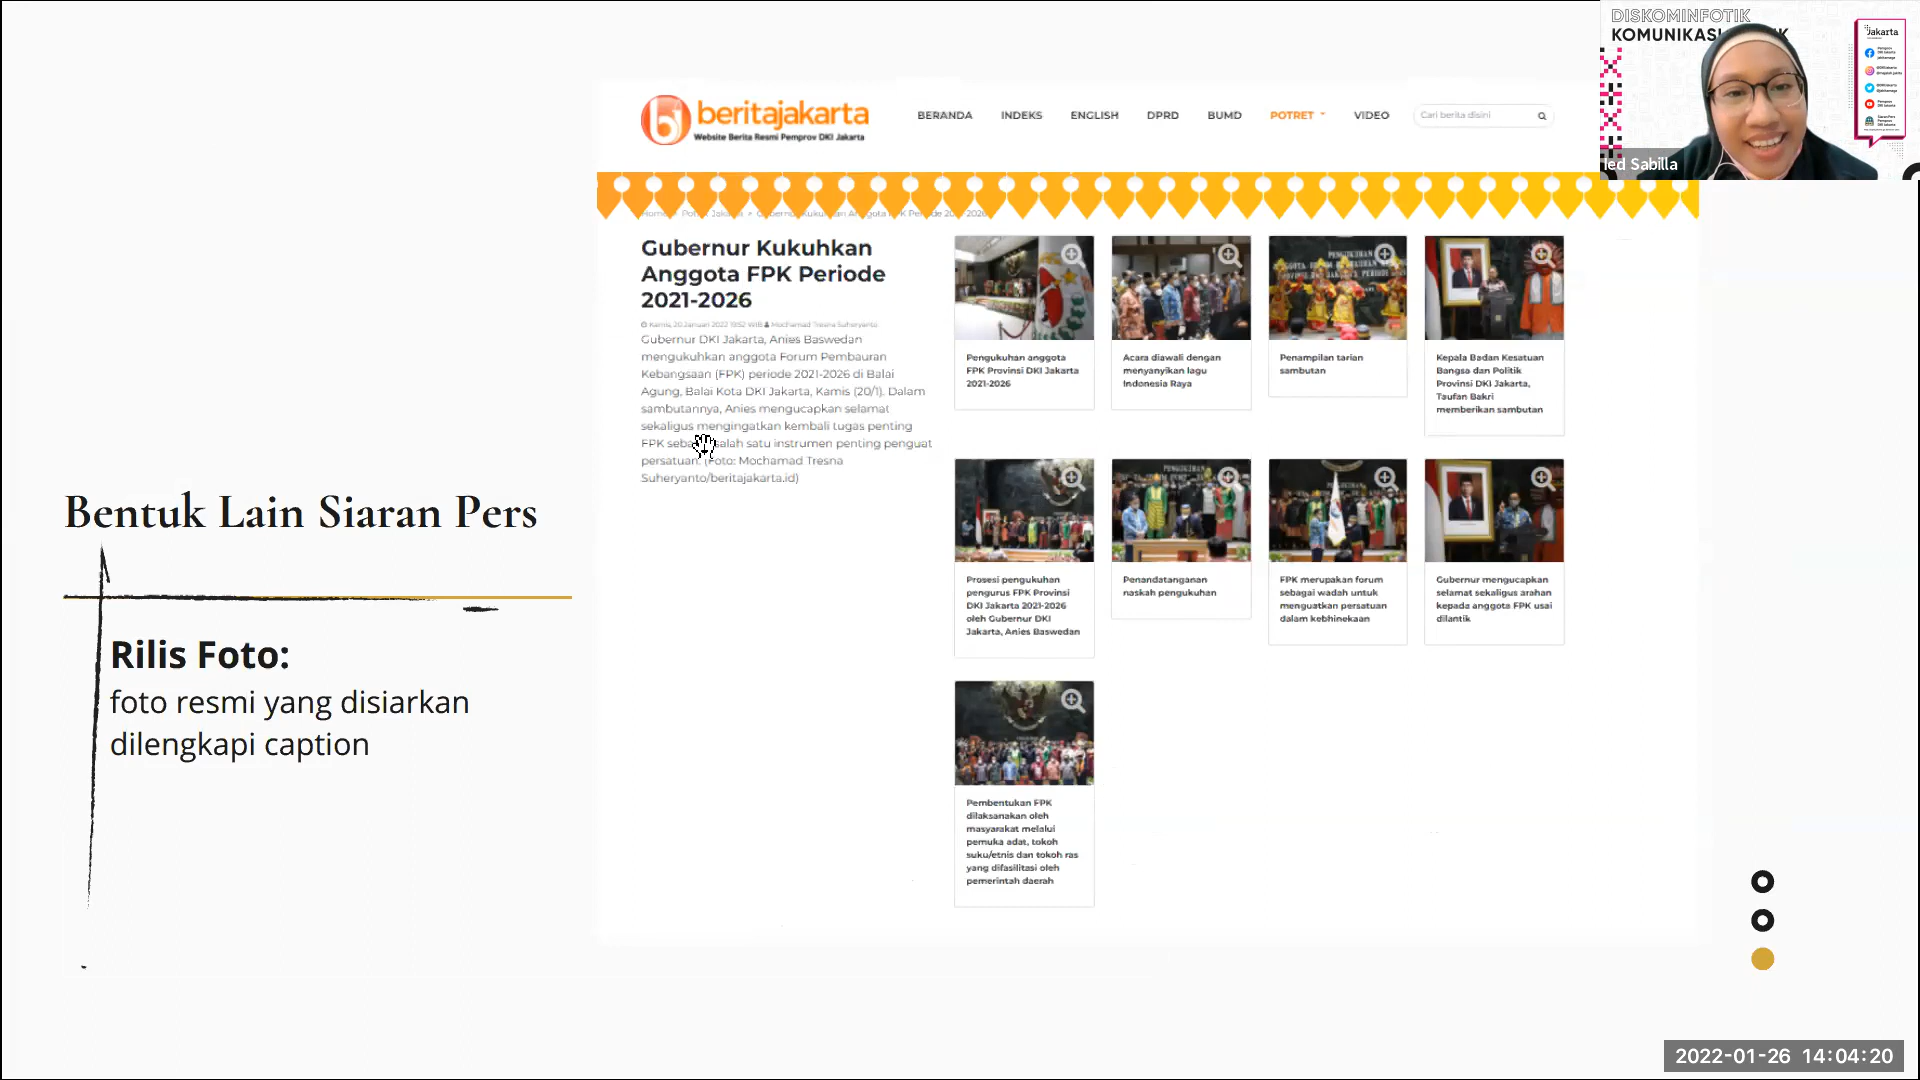 Bentuk Lain Siaran Pers
Rilis Foto:
foto resmi yang disiarkan
dilengkapi caption
beritajakarta
Website Berita Resmi Pemprov DKI Jakarta
BERANDA INDEKS ENGLISH DPRD BUMD POTRET VIDEO Cari berita disini
Gubernur Kukuhkan
Anggota FPK Periode
2021-2026
Kamis, 20 Januari 2022 WIB Mochamad Tresna Suheryanto
Gubernur DKI Jakarta, Anies Baswedan
mengukuhkan anggota Forum Pembauran
Kebangsaan (FPK) periode 2021-2026 di Balai
Agung, Balai Kota DKI Jakarta, Kamis (20/1). Dalam
sambutannya, Anies mengucapkan selamat
sekaligus mengingatkan kembali tugas penting
FPK salah satu instrumen penting penguat
persatuan. (Foto: Mochamad Tresna
Suheryanto/beritajakarta.id)
Pengukuhan anggota
FPK Provinsi DKI Jakarta
2021-2026
Acara diawali dengan
menyanyikan lagu
Indonesia Raya
Penampilan tarian
sambutan
Kepala Badan Kesatuan
Bangsa dan Politik
Provinsi DKI Jakarta,
Taufan Bakri
memberikan sambutan
Prosesi pengukuhan
pengurus FPK Provinsi
DKI Jakarta 2021-2026
oleh Gubernur DKI
Jakarta, Anies Baswedan
Penandatanganan
naskah pengukuhan
FPK merupakan forum
sebagai wadah untuk
menguatkan persatuan
dalam kebhinekaan
Gubernur mengucapkan
selamat sekaligus arahan
kepada anggota FPK usai
dilantik
Pembentukan FPK
dilaksanakan oleh
masyarakat melalui
pemuka adat, tokoh
suku/etnis dan tokoh ras
yang difasilitasi oleh
pemerintah daerah
DISKOMINFOTIK
KOMUNIKASI
Jakarta
Sabilla
2022-01-26 14:04:20